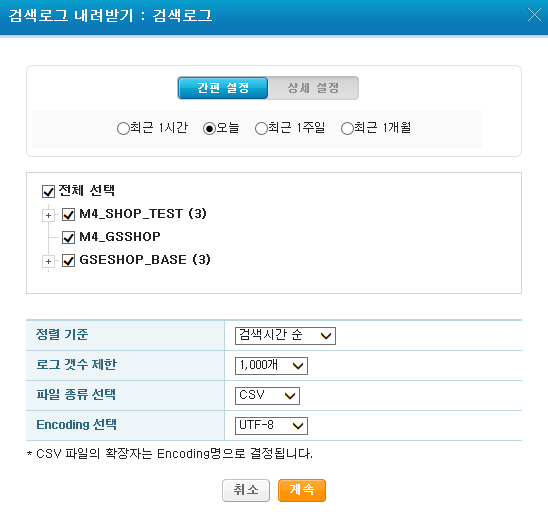 검색로그 내려받기 : 검색로그
간편 설정 상세 설정
최근 1시간 오늘 최근 1주일 최근 1개월
전체 선택
M4_SHOP_TEST (3)
M4_GSSHOP
GSESHOP_BASE (3)
정렬 기준 검색시간 순
로그 갯수 제한 1,000개
파일 종류 선택 CSV
Encoding 선택 UTF-8
* CSV 파일의 확장자는 Encoding명으로 결정됩니다.
취소 계속